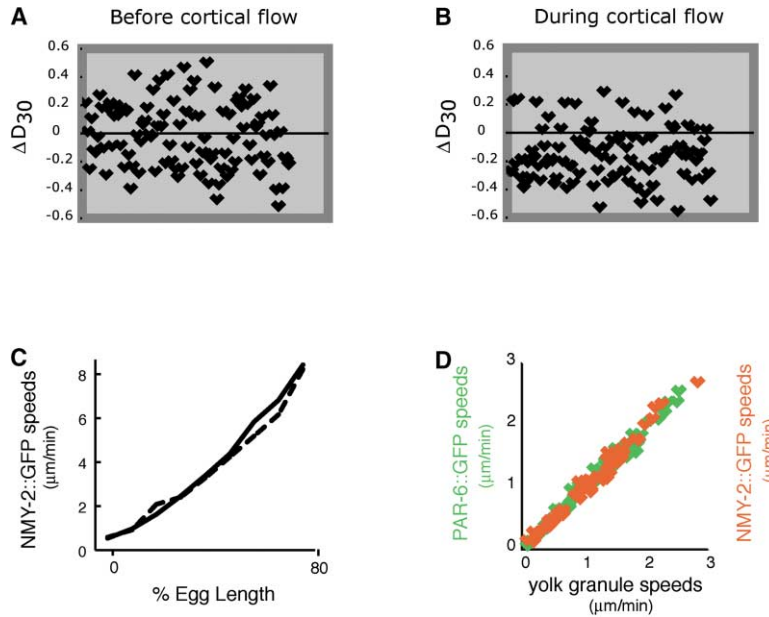 A
Before cortical flow
0.6
0.4
0.2
0
-0.2
-0.4
-0.6
ΔD30
B
During cortical flow
0.6
0.4
0.2
0
-0.2
-0.4
-0.6
ΔD30
C
NMY-2::GFP speeds
(μm/min)
8
6
4
2
0
0
80
% Egg Length
D
PAR-6::GFP speeds
(μm/min)
3
2
1
0
0
1
2
3
yolk granule speeds
(μm/min)
NMY-2::GFP speeds
(μm/min)